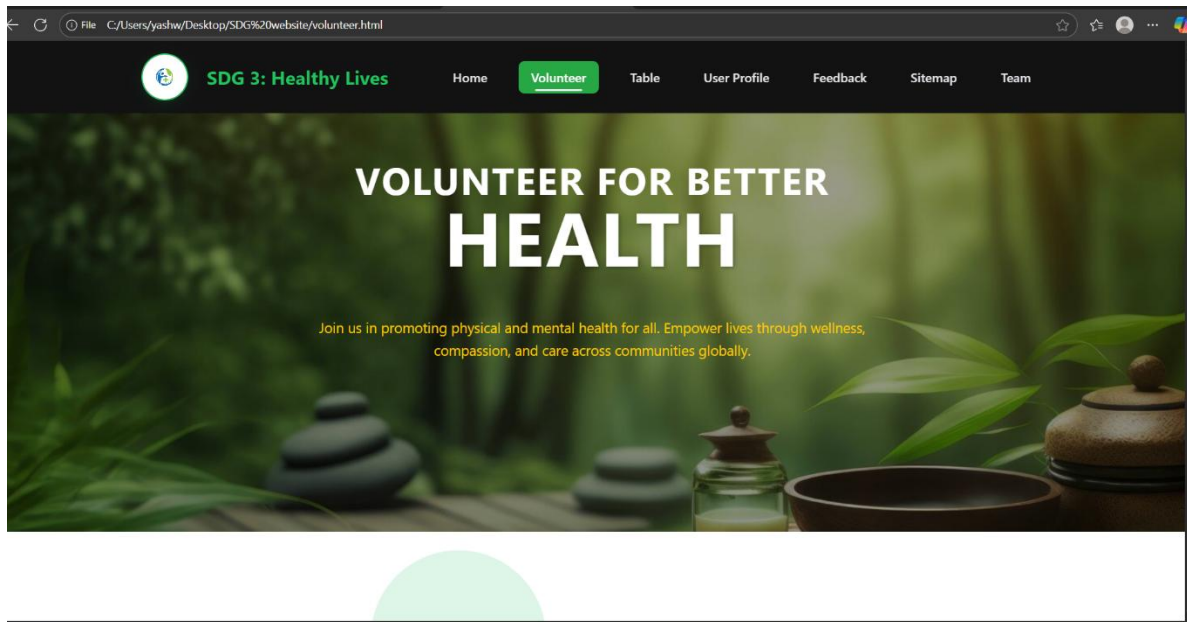 File C:/Users/yashw/Desktop/SDG%20website/volunteer.html
SDG 3: Healthy Lives Home Volunteer Table User Profile Feedback Sitemap Team
VOLUNTEER FOR BETTER
HEALTH
Join us in promoting physical and mental health for all. Empower lives through wellness,
compassion, and care across communities globally.